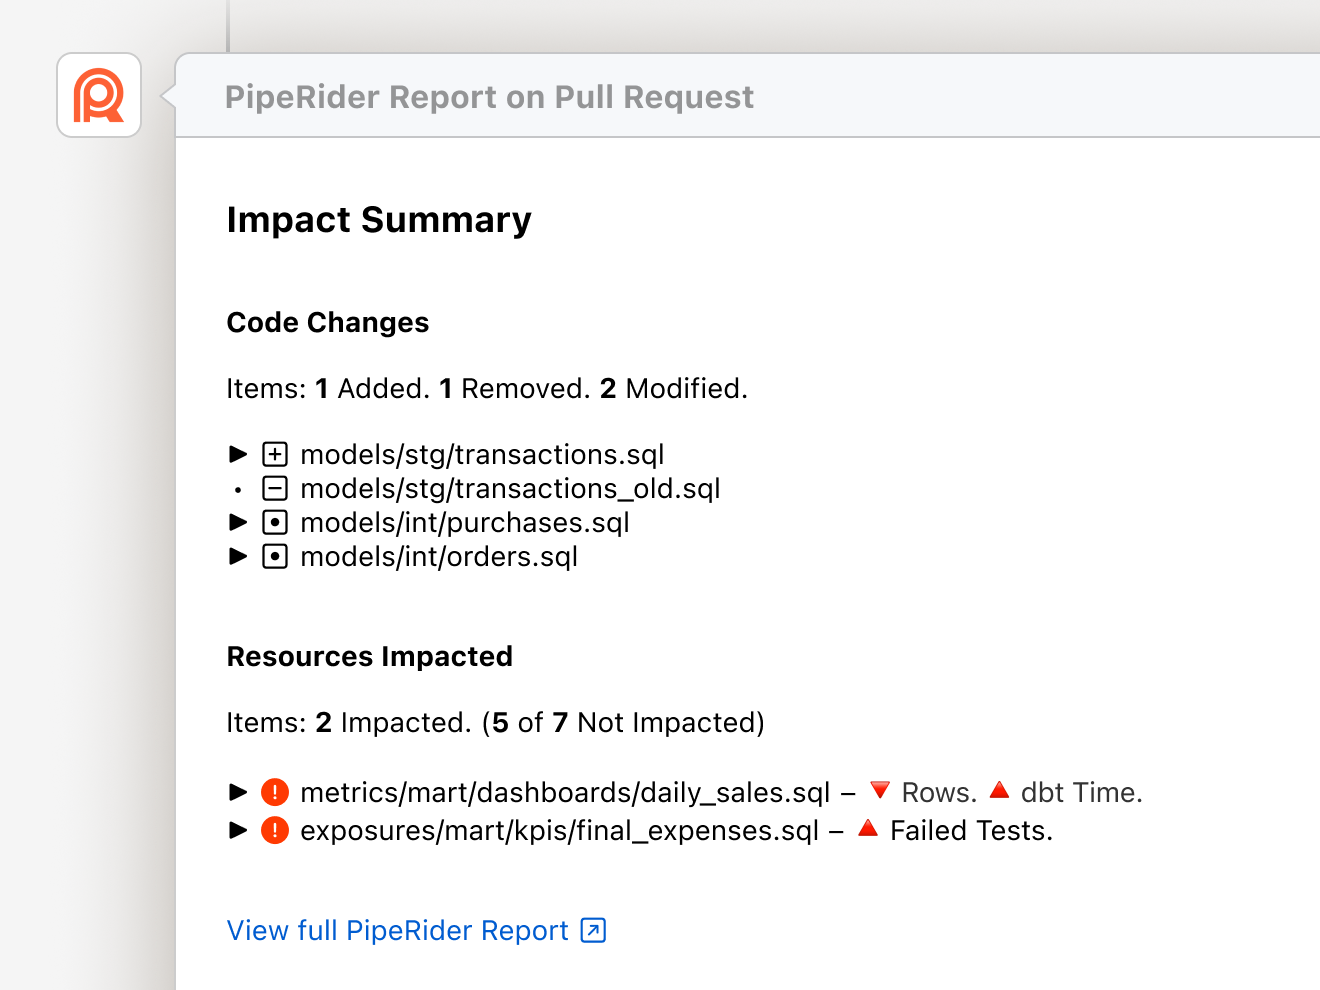 PipeRider Report on Pull Request
Impact Summary
Code Changes
Items: 1 Added. 1 Removed. 2 Modified.
models/stg/transactions.sql
models/stg/transactions_old.sql
models/int/purchases.sql
models/int/orders.sql
Resources Impacted
Items: 2 Impacted. (5 of 7 Not Impacted)
metrics/mart/dashboards/daily_sales.sql – 🔻 Rows. 🔺 dbt Time.
exposures/mart/kpis/final_expenses.sql – 🔺 Failed Tests.
View full PipeRider Report